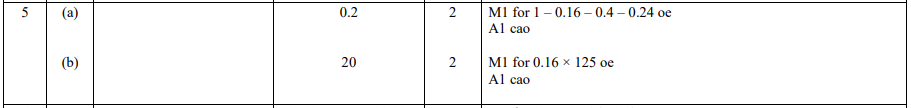 5 (a) 0.2 2 M1 for 1 – 0.16 – 0.4 – 0.24 oe
A1 cao
(b) 20 2 M1 for 0.16 × 125 oe
A1 cao